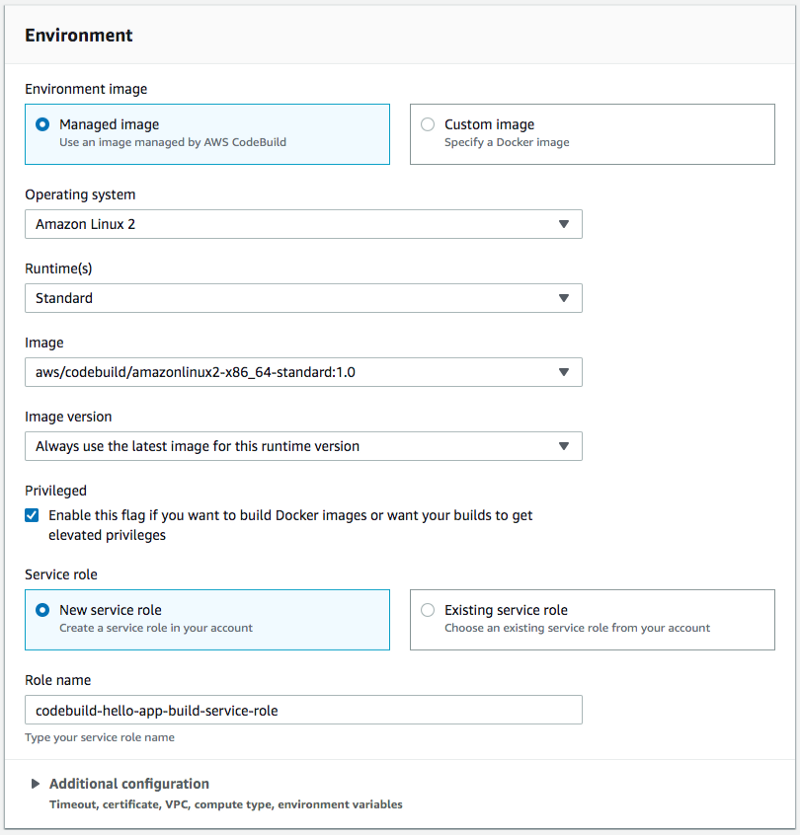 Environment
Environment image
Managed image
Use an image managed by AWS CodeBuild
Custom image
Specify a Docker image
Operating system
Amazon Linux 2
Runtime(s)
Standard
Image
aws/codebuild/amazonlinux2-x86_64-standard:1.0
Image version
Always use the latest image for this runtime version
Privileged
Enable this flag if you want to build Docker images or want your builds to get
elevated privileges
Service role
New service role
Create a service role in your account
Existing service role
Choose an existing service role from your account
Role name
codebuild-hello-app-build-service-role
Type your service role name
Additional configuration
Timeout, certificate, VPC, compute type, environment variables